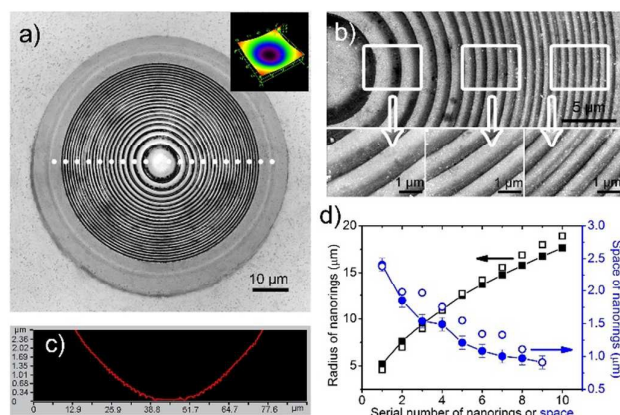 a)
10 μm
b)
5 μm
1 μm
1 μm
1 μm
c)
μm
2.36
2.02
1.68
1.35
1.01
0.67
0.34
0
0
12.9
25.8
38.8
51.7
64.7
77.6
μm
d)
Radius of nanorings (μm)
20
15
10
5
Space of nanorings (μm)
3.0
2.5
2.0
1.5
1.0
0.5
0
2
4
6
8
10
Serial number of nanorings or space